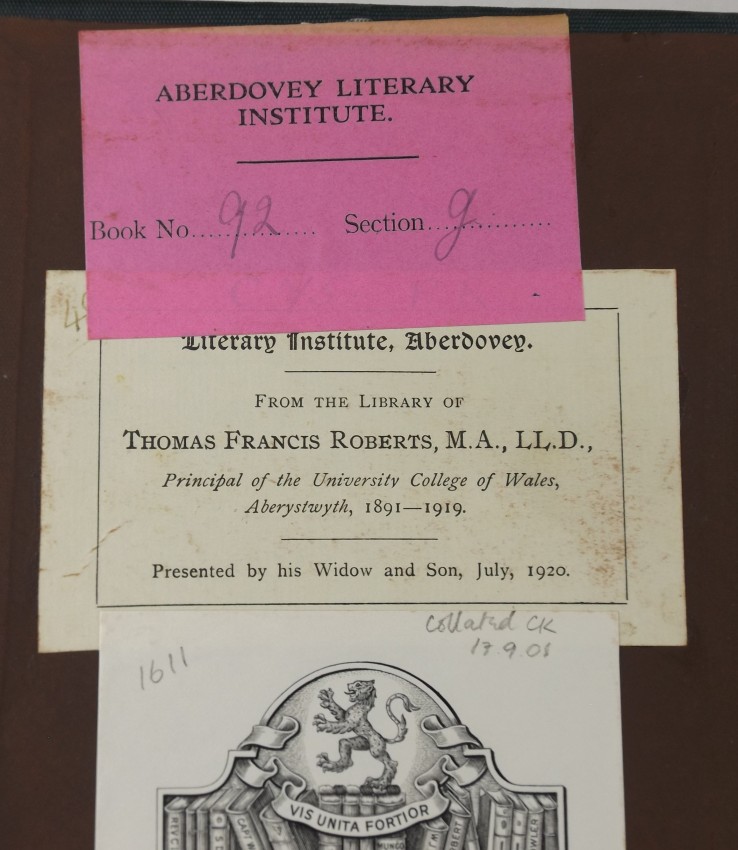 ABERDOVEY LITERARY
INSTITUTE.
Book No.... 92 ........ Section.... g ............
Literary Institute, Aberdovey.
FROM THE LIBRARY OF
THOMAS FRANCIS ROBERTS, M.A., LL.D.,
Principal of the University College of Wales,
Aberystwyth, 1891—1919.
Presented by his Widow and Son, July, 1920.
Collated CK
17.9.08
1611
VIS UNITA FORTIOR
MUNGO